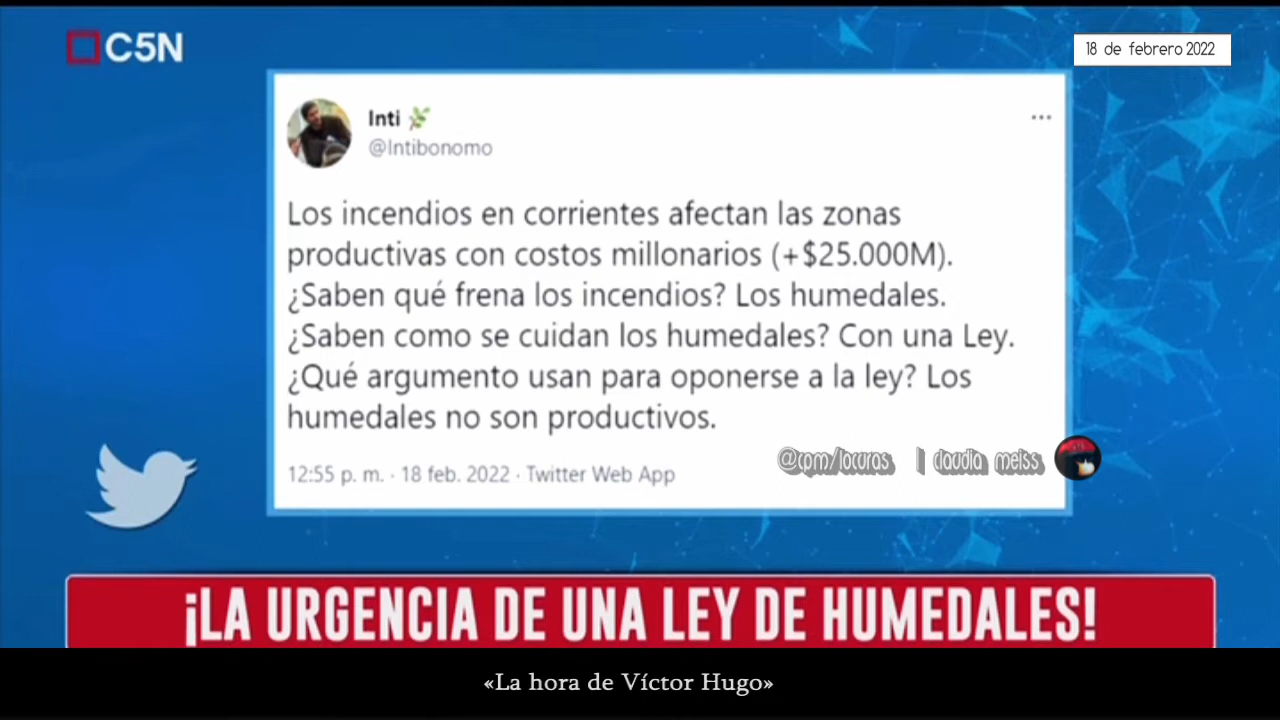 C5N
18 de febrero 2022
Inti
@Intibonomo
Los incendios en corrientes afectan las zonas
productivas con costos millonarios (+$25.000M).
¿Saben qué frena los incendios? Los humedales.
¿Saben como se cuidan los humedales? Con una Ley.
¿Qué argumento usan para oponerse a la ley? Los
humedales no son productivos.
12:55 p. m. · 18 feb. 2022 · Twitter Web App
@cpm/locuras | claudia meiss
¡LA URGENCIA DE UNA LEY DE HUMEDALES!
«La hora de Víctor Hugo»